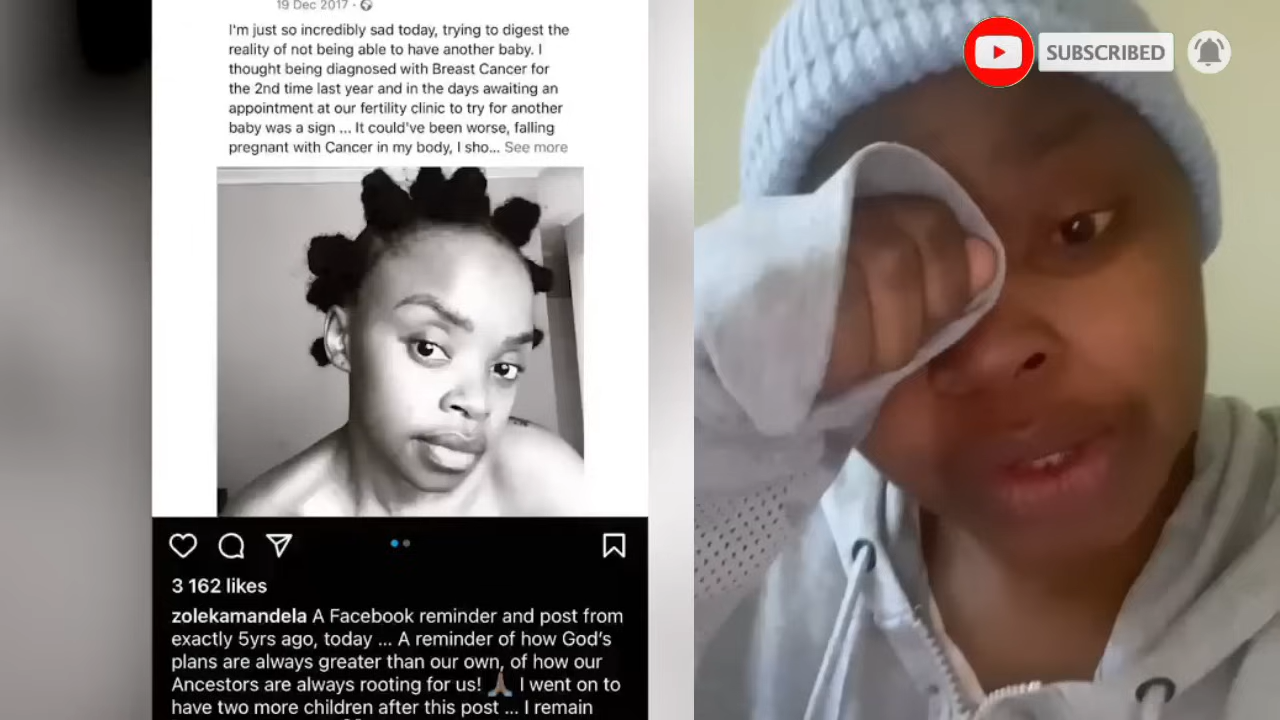 19 Dec 2017
I'm just so incredibly sad today, trying to digest the
reality of not being able to have another baby. I
thought being diagnosed with Breast Cancer for
the 2nd time last year and in the days awaiting an
appointment at our fertility clinic to try for another
baby was a sign ... It could've been worse, falling
pregnant with Cancer in my body, I sho... See more
3 162 likes
zolekamandela A Facebook reminder and post from
exactly 5yrs ago, today ... A reminder of how God's
plans are always greater than our own, of how our
Ancestors are always rooting for us! 🙏🏽 I went on to
have two more children after this post ... I remain
SUBSCRIBED